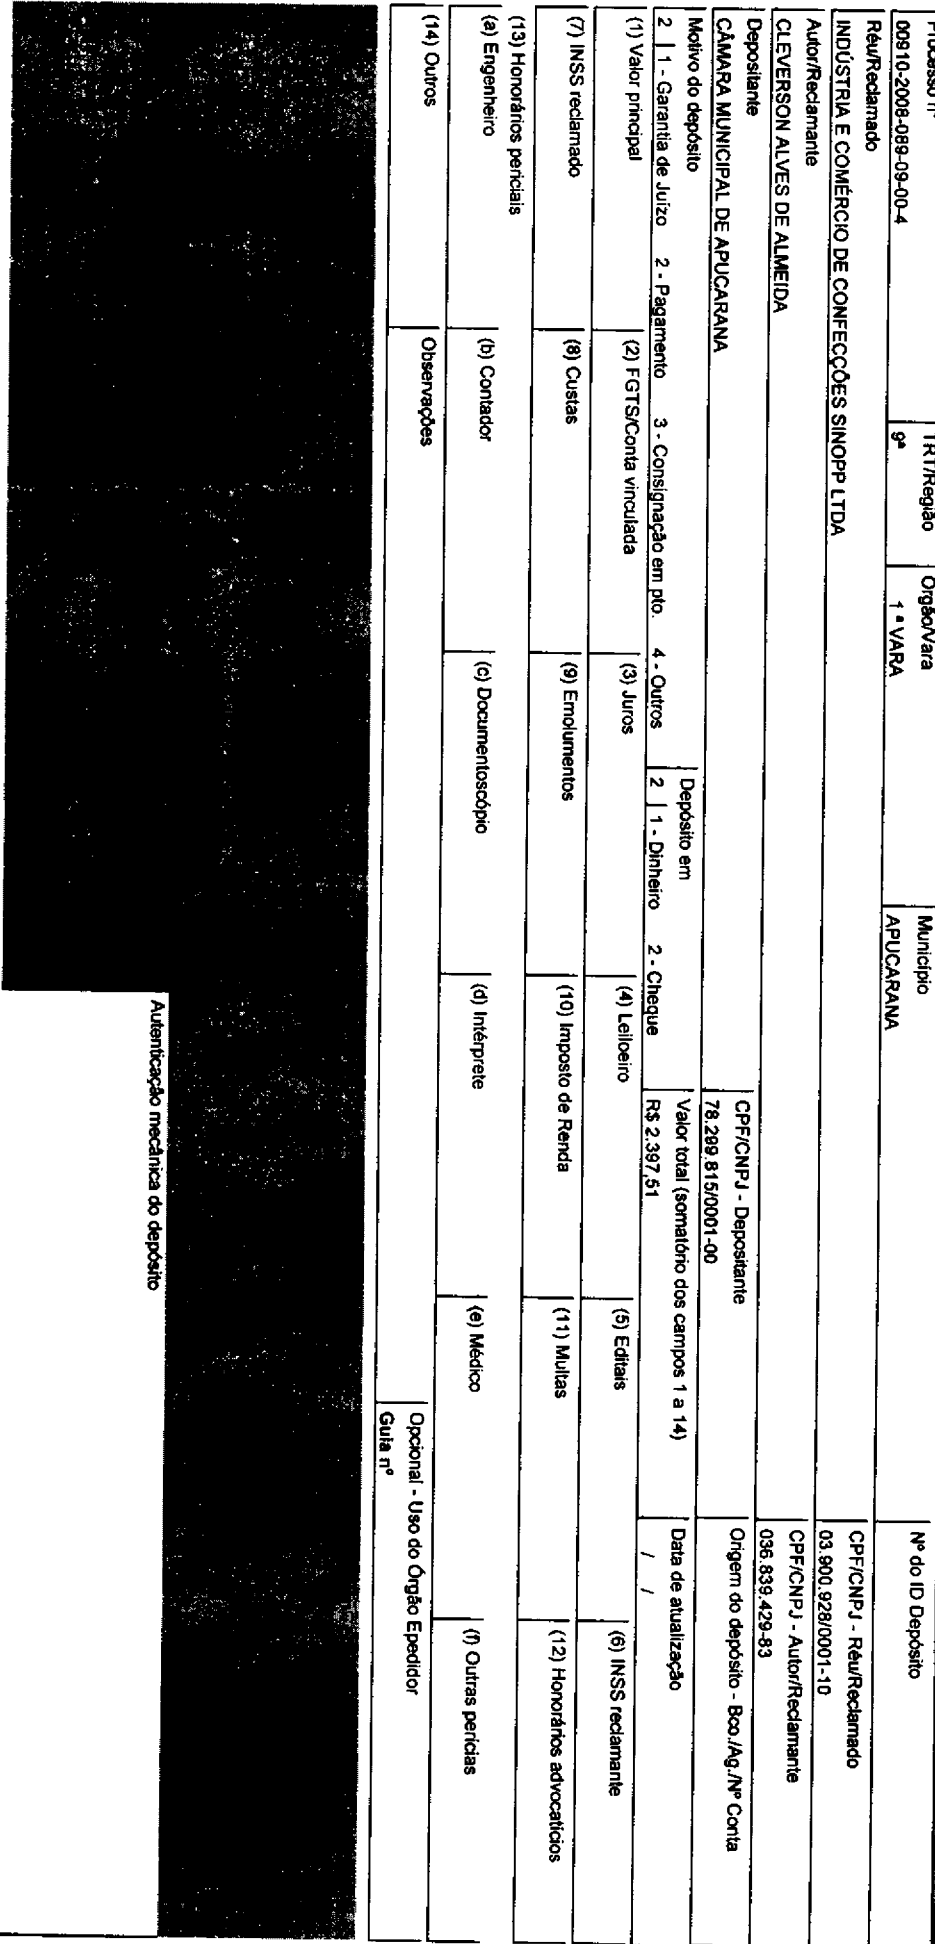 Processo nº TRT/Região Órgão/Vara Município Nº do ID Depósito
00910-2008-089-09-00-4 9ª 1ª VARA APUCARANA
Réu/Reclamado CPF/CNPJ - Réu/Reclamado
INDÚSTRIA E COMÉRCIO DE CONFECÇÕES SINOPP LTDA 03.900.928/0001-10
Autor/Reclamante CPF/CNPJ - Autor/Reclamante
CLEVERSON ALVES DE ALMEIDA 036.839.429-83
Depositante CPF/CNPJ - Depositante Origem do depósito - Bco./Ag./Nº Conta
CÂMARA MUNICIPAL DE APUCARANA 78.299.815/0001-00
Motivo do depósito Depósito em Valor total (somatório dos campos 1 a 14) Data de atualização
2 | 1 - Garantia de Juízo 2 - Pagamento 3 - Consignação em pto. 4 - Outros 2 | 1 - Dinheiro 2 - Cheque R$ 2.397,51 / /
(1) Valor principal (2) FGTS/Conta vinculada (3) Juros (4) Leiloeiro (5) Editais (6) INSS reclamante
(7) INSS reclamado (8) Custas (9) Emolumentos (10) Imposto de Renda (11) Multas (12) Honorários advocatícios
(13) Honorários periciais
(a) Engenheiro (b) Contador (c) Documentoscópio (d) Intérprete (e) Médico (f) Outras perícias
(14) Outros Observações Opcional - Uso do Órgão Epedidor
Guia nº
Autenticação mecânica do depósito